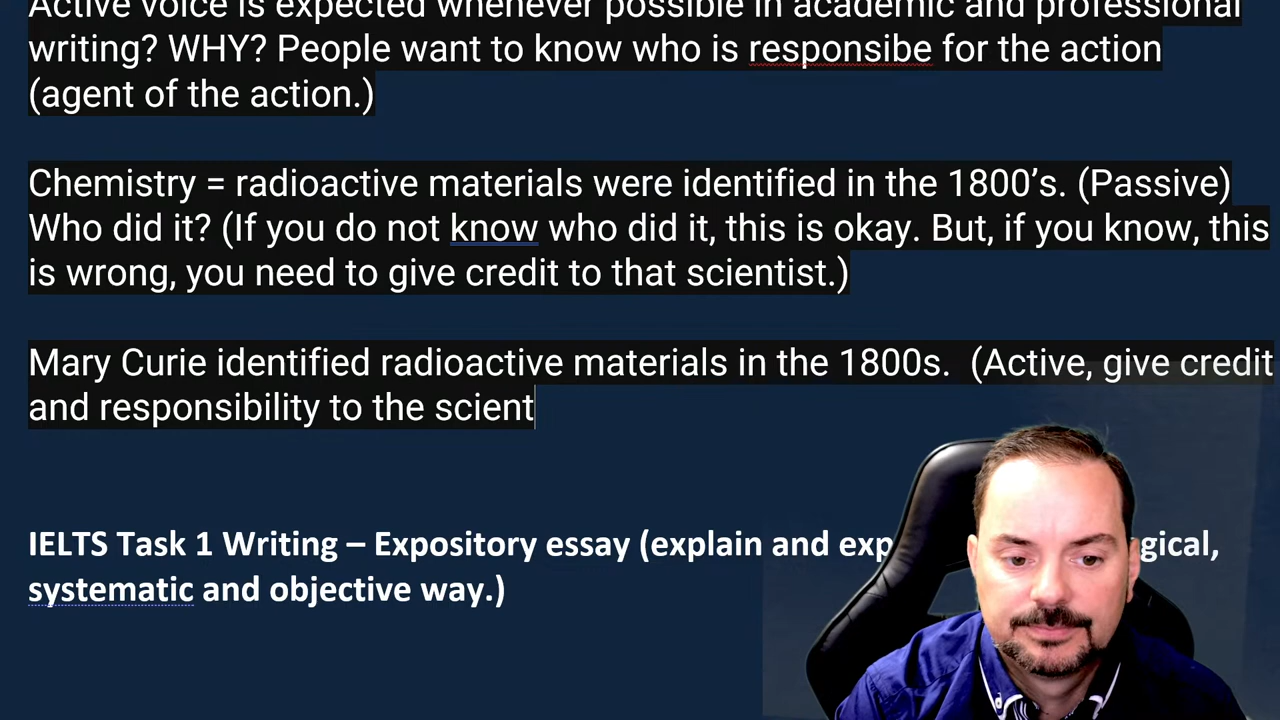 Active voice is expected whenever possible in academic and professional
writing? WHY? People want to know who is responsibe for the action
(agent of the action.)
Chemistry = radioactive materials were identified in the 1800’s. (Passive)
Who did it? (If you do not know who did it, this is okay. But, if you know, this
is wrong, you need to give credit to that scientist.)
Mary Curie identified radioactive materials in the 1800s.  (Active, give credit
and responsibility to the scient
IELTS Task 1 Writing – Expository essay (explain and
systematic and objective way.)